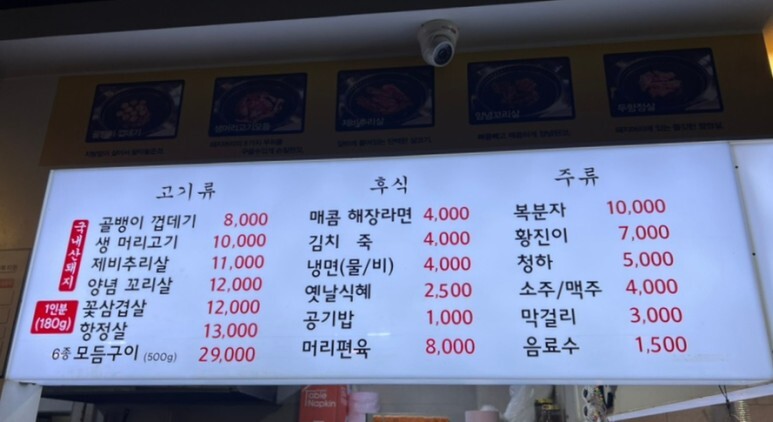 고기류
국내산돼지
골뱅이 껍데기 8,000
생 머리고기 10,000
제비추리살 11,000
양념 꼬리살 12,000
1인분 (180g)
꽃삼겹살 12,000
항정살 13,000
6종 모듬구이 (500g) 29,000
후식
매콤 해장라면 4,000
김치 죽 4,000
냉면(물/비) 4,000
옛날식혜 2,500
공기밥 1,000
머리편육 8,000
주류
복분자 10,000
황진이 7,000
청하 5,000
소주/맥주 4,000
막걸리 3,000
음료수 1,500
Napkin